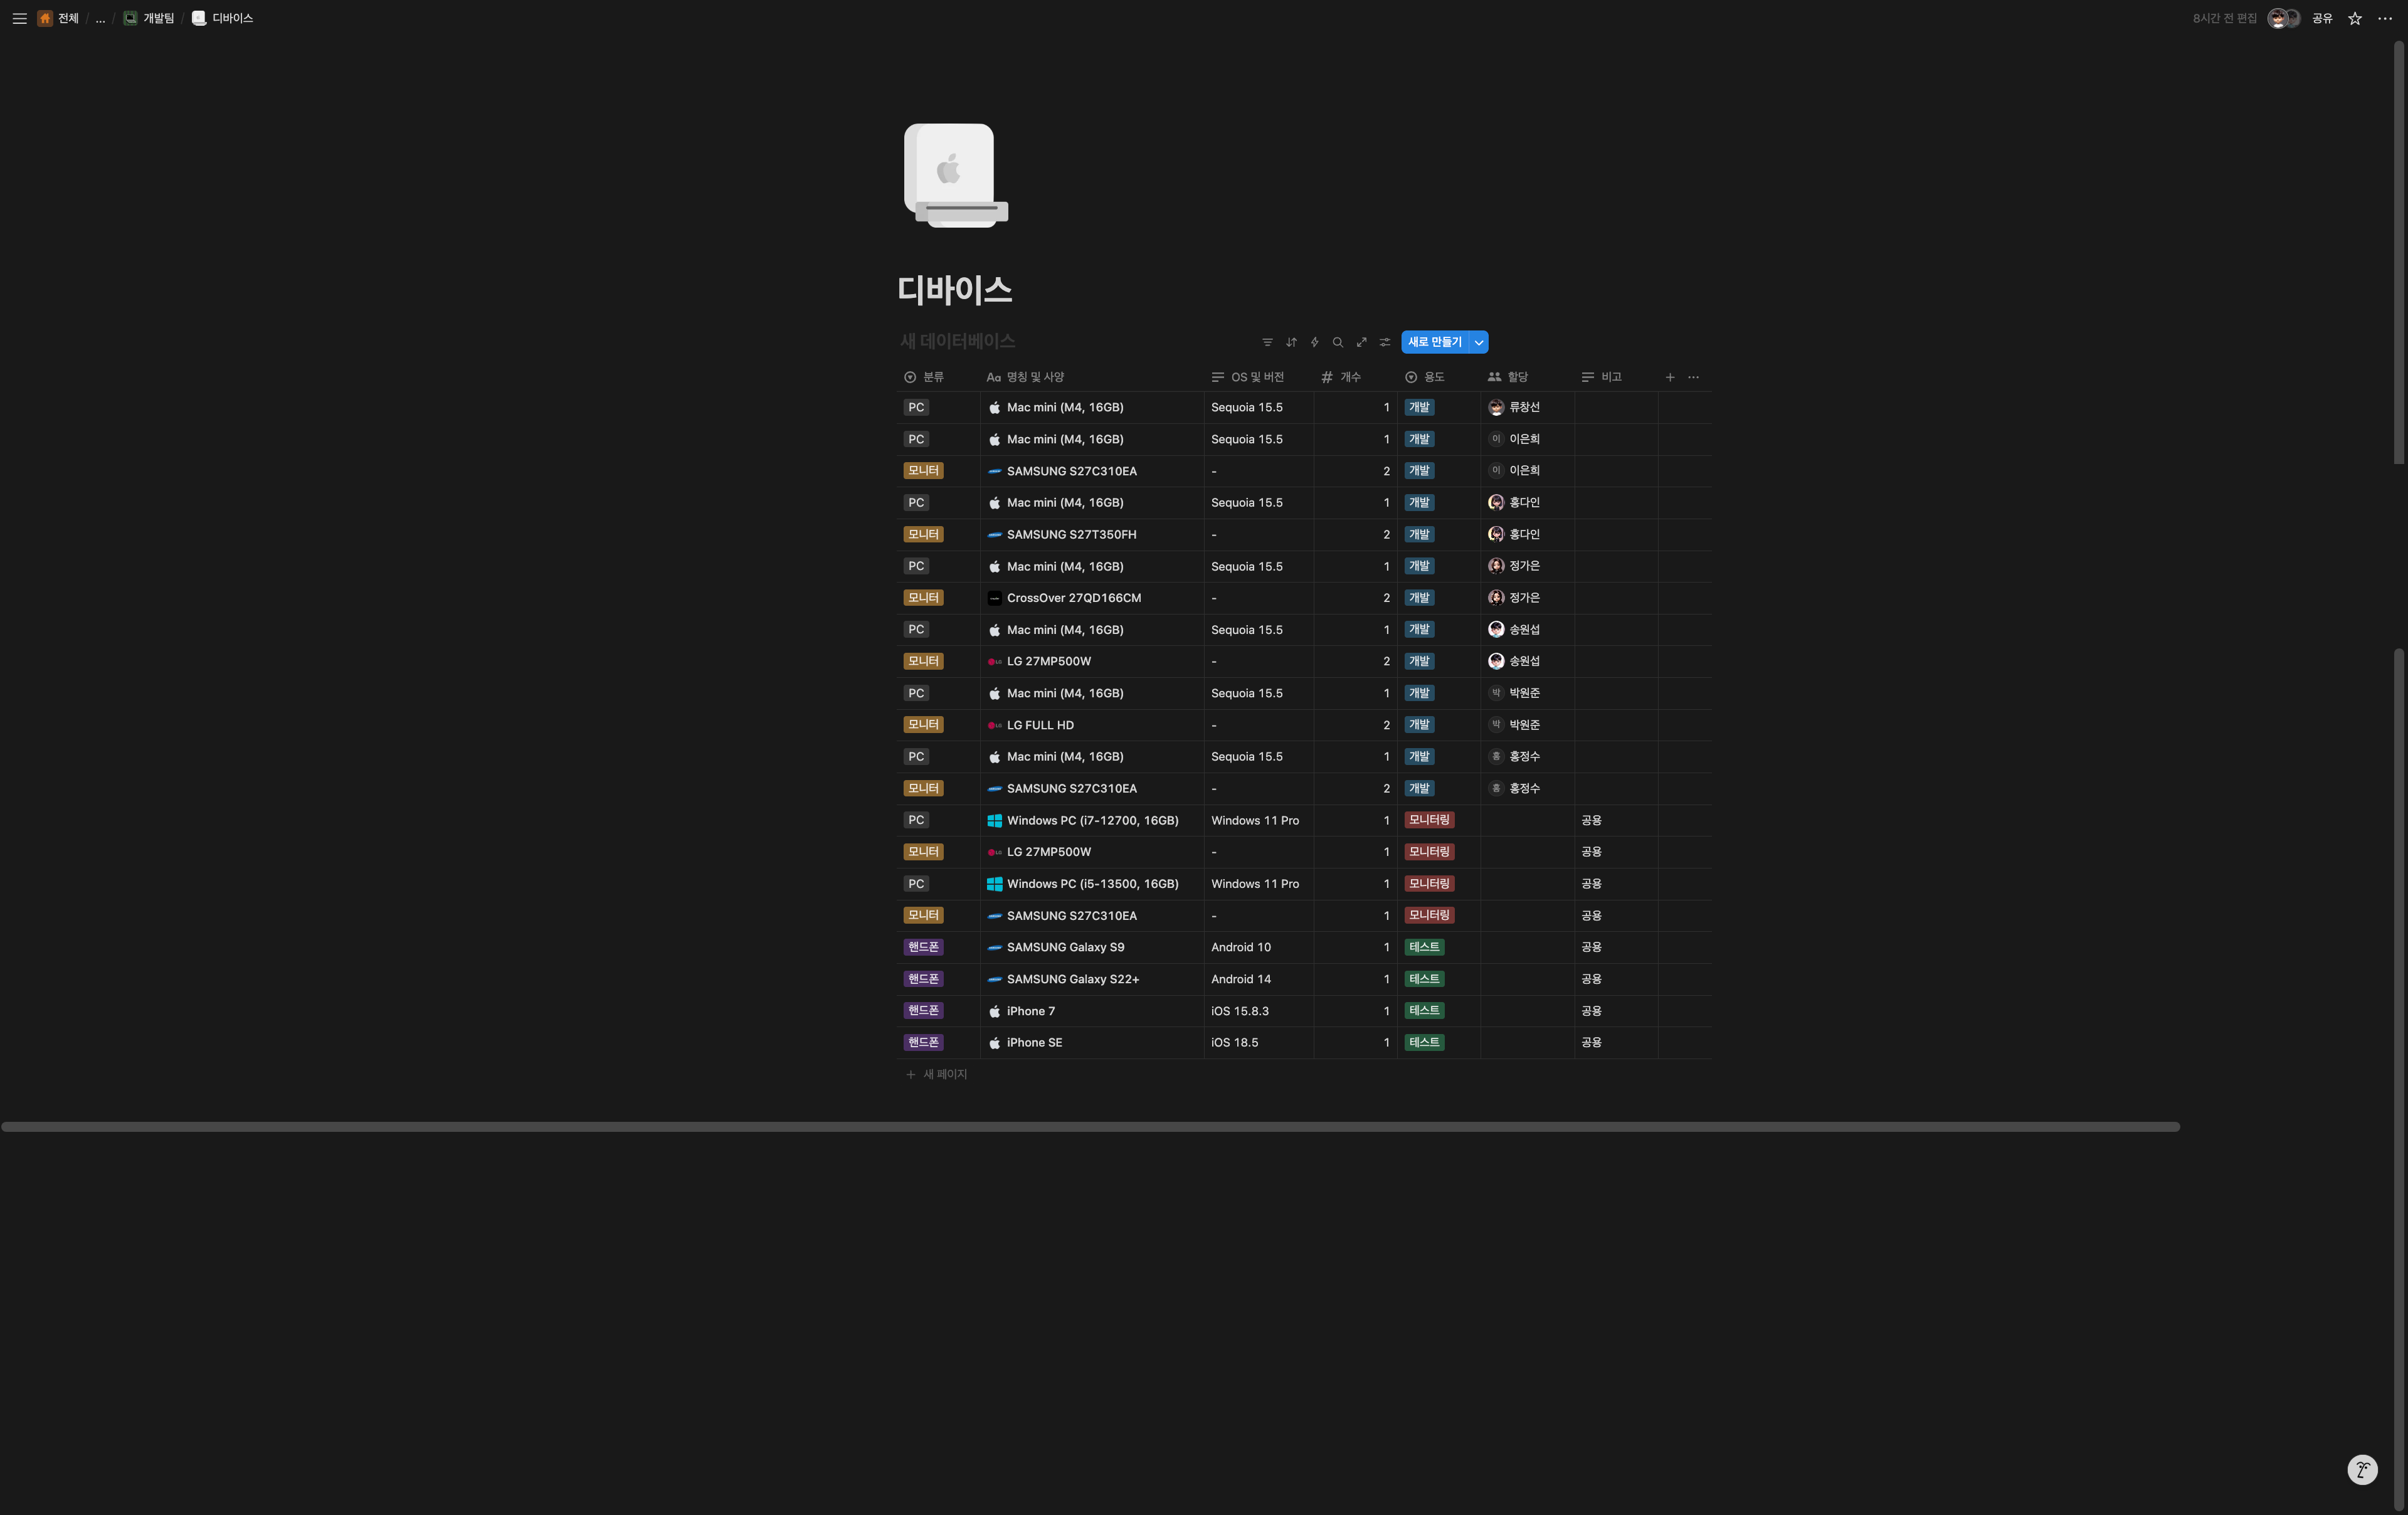 전체 / ... / 개발팀 / 디바이스
8시간 전 편집 공유
디바이스
새 데이터베이스
새로 만들기
분류 Aa 명칭 및 사양 OS 및 버전 # 개수 용도 할당 비고
PC Mac mini (M4, 16GB) Sequoia 15.5 1 개발 류창선
PC Mac mini (M4, 16GB) Sequoia 15.5 1 개발 이 이은희
모니터 SAMSUNG S27C310EA - 2 개발 이 이은희
PC Mac mini (M4, 16GB) Sequoia 15.5 1 개발 홍다인
모니터 SAMSUNG S27T350FH - 2 개발 홍다인
PC Mac mini (M4, 16GB) Sequoia 15.5 1 개발 정가은
모니터 CrossOver 27QD166CM - 2 개발 정가은
PC Mac mini (M4, 16GB) Sequoia 15.5 1 개발 송원섭
모니터 LG 27MP500W - 2 개발 송원섭
PC Mac mini (M4, 16GB) Sequoia 15.5 1 개발 박 박원준
모니터 LG FULL HD - 2 개발 박 박원준
PC Mac mini (M4, 16GB) Sequoia 15.5 1 개발 홍 홍정수
모니터 SAMSUNG S27C310EA - 2 개발 홍 홍정수
PC Windows PC (i7-12700, 16GB) Windows 11 Pro 1 모니터링 공용
모니터 LG 27MP500W - 1 모니터링 공용
PC Windows PC (i5-13500, 16GB) Windows 11 Pro 1 모니터링 공용
모니터 SAMSUNG S27C310EA - 1 모니터링 공용
핸드폰 SAMSUNG Galaxy S9 Android 10 1 테스트 공용
핸드폰 SAMSUNG Galaxy S22+ Android 14 1 테스트 공용
핸드폰 iPhone 7 iOS 15.8.3 1 테스트 공용
핸드폰 iPhone SE iOS 18.5 1 테스트 공용
+ 새 페이지